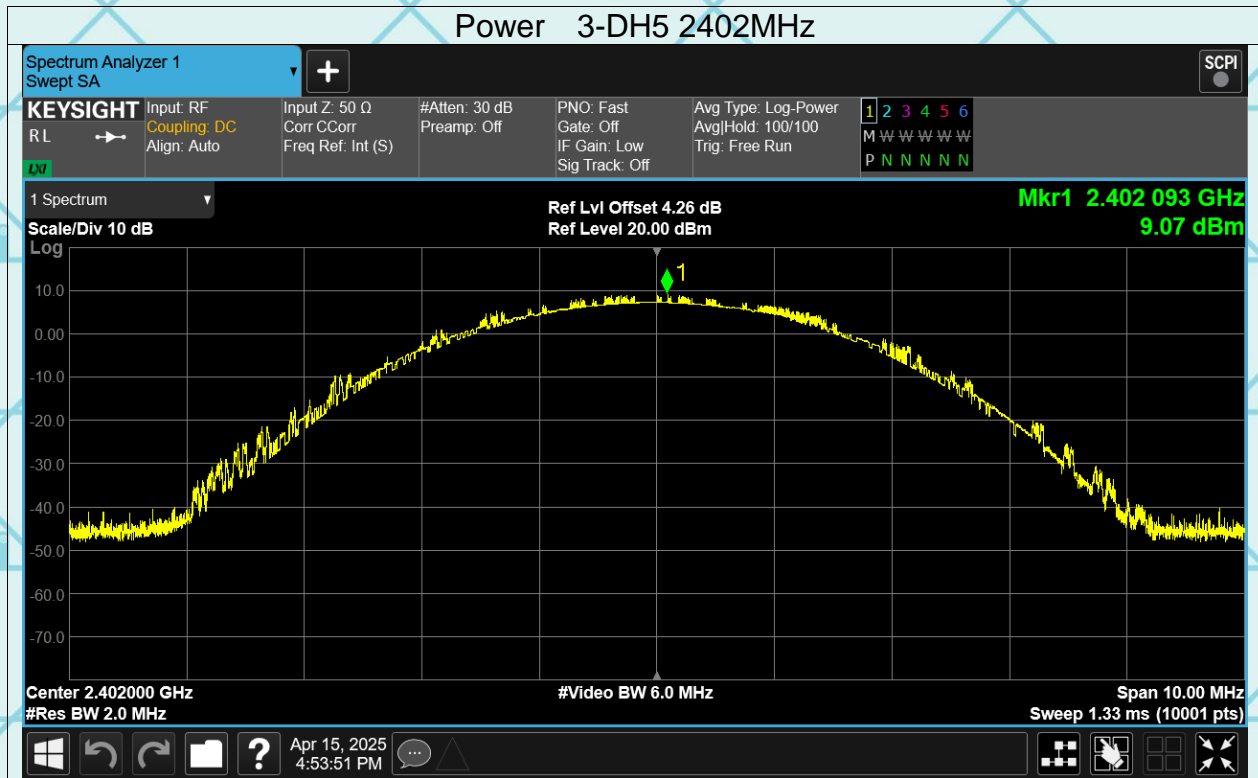 Power 3-DH5 2402MHz
Spectrum Analyzer 1
Swept SA
SCPI
KEYSIGHT
RL
LXI
Input: RF
Coupling: DC
Align: Auto
Input Z: 50 Ω
Corr CCorr
Freq Ref: Int (S)
#Atten: 30 dB
Preamp: Off
PNO: Fast
Gate: Off
IF Gain: Low
Sig Track: Off
Avg Type: Log-Power
Avg|Hold: 100/100
Trig: Free Run
1 2 3 4 5 6
M W W W W W
P N N N N N
1 Spectrum
Scale/Div 10 dB
Ref Lvl Offset 4.26 dB
Ref Level 20.00 dBm
Mkr1 2.402 093 GHz
9.07 dBm
Log
1
10.0
0.00
-10.0
-20.0
-30.0
-40.0
-50.0
-60.0
-70.0
Center 2.402000 GHz
#Video BW 6.0 MHz
Span 10.00 MHz
#Res BW 2.0 MHz
Sweep 1.33 ms (10001 pts)
?
Apr 15, 2025
4:53:51 PM